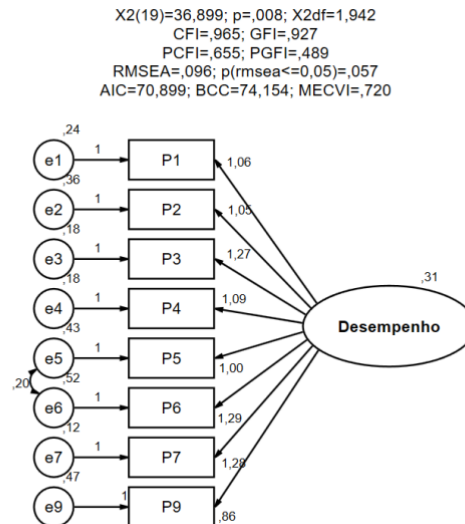 X2(19)=36,899; p=,008; X2df=1,942
CFI=,965; GFI=,927
PCFI=,655; PGFI=,489
RMSEA=,096; p(rmsea<=0,05)=,057
AIC=70,899; BCC=74,154; MECVI=,720
,24
e1 1 P1 1,06
,36
e2 1 P2 1,05
,18
e3 1 P3 1,27
,18
e4 1 P4 1,09
,31
Desempenho
,43
e5 1 P5 1,00
,20
,52
e6 1 P6 1,29
,12
e7 1 P7 1,28
,47
e9 1 P9 ,86